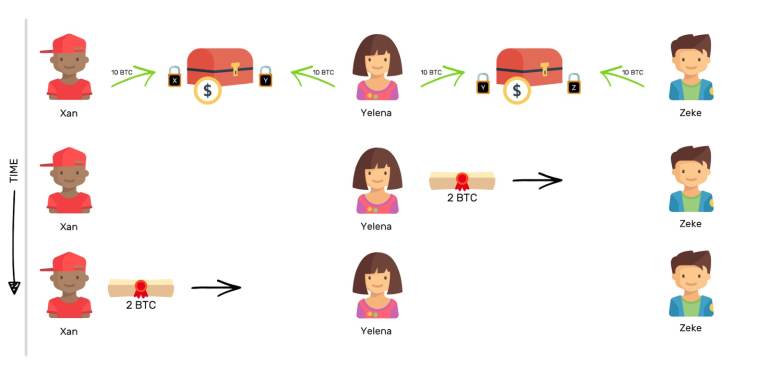 10 BTC
X
$
Y
10 BTC
10 BTC
Y
$
Z
10 BTC
Xan
Yelena
Zeke
TIME
2 BTC
Xan
Yelena
Zeke
2 BTC
Xan
Yelena
Zeke